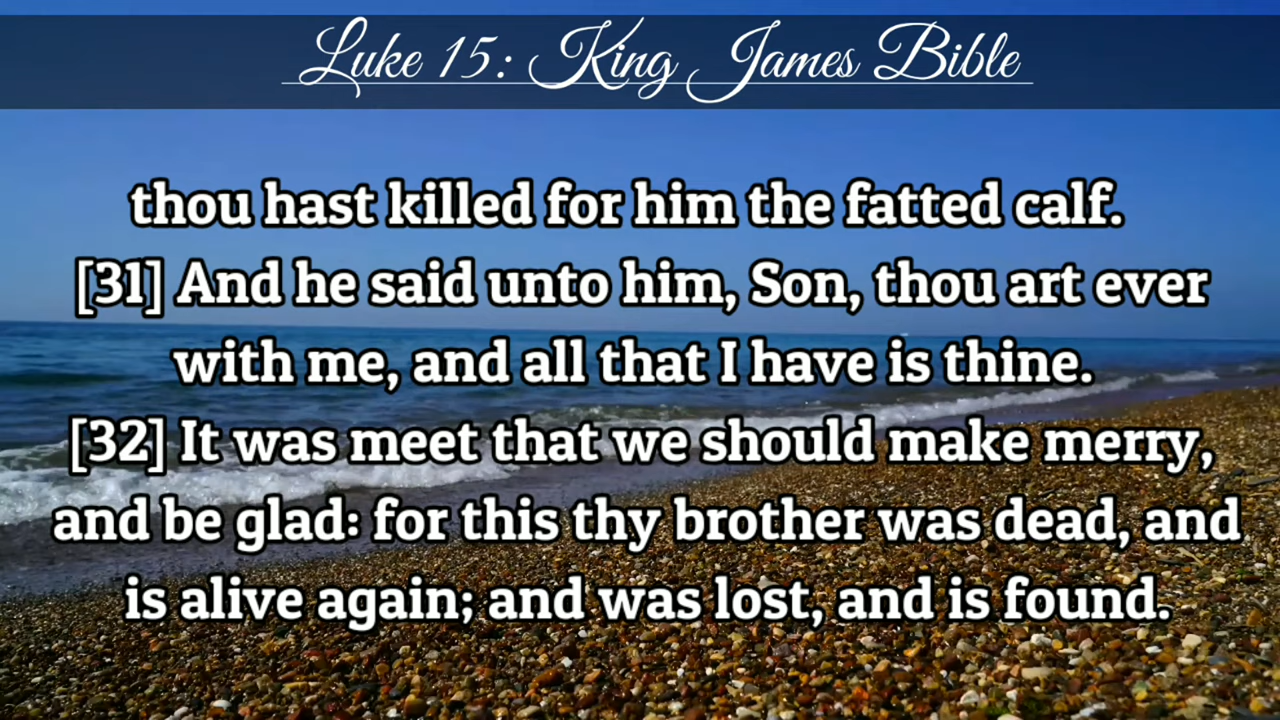 Luke 15: King James Bible
thou hast killed for him the fatted calf.
[31] And he said unto him, Son, thou art ever
with me, and all that I have is thine.
[32] It was meet that we should make merry,
and be glad: for this thy brother was dead, and
is alive again; and was lost, and is found.